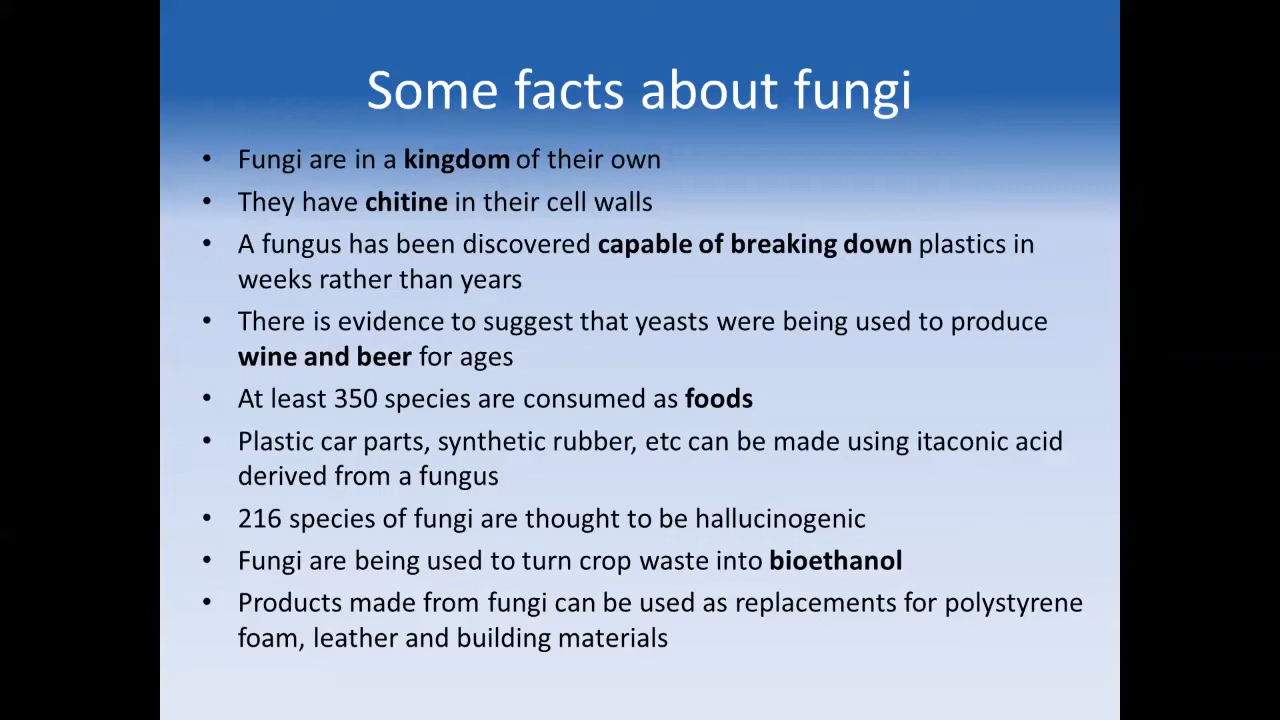 Some facts about fungi
• Fungi are in a kingdom of their own
• They have chitine in their cell walls
• A fungus has been discovered capable of breaking down plastics in
weeks rather than years
• There is evidence to suggest that yeasts were being used to produce
wine and beer for ages
• At least 350 species are consumed as foods
• Plastic car parts, synthetic rubber, etc can be made using itaconic acid
derived from a fungus
• 216 species of fungi are thought to be hallucinogenic
• Fungi are being used to turn crop waste into bioethanol
• Products made from fungi can be used as replacements for polystyrene
foam, leather and building materials